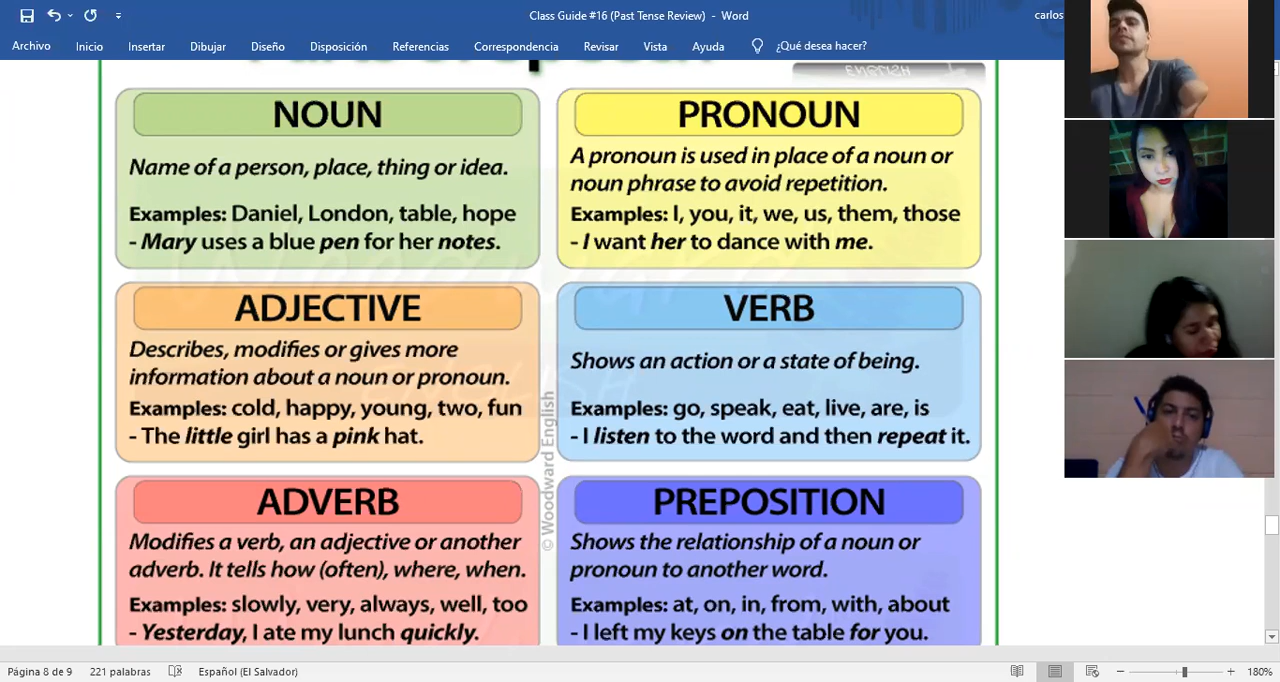 Class Guide #16 (Past Tense Review) - Word
carlos
Archivo Inicio Insertar Dibujar Diseño Disposición Referencias Correspondencia Revisar Vista Ayuda ¿Qué desea hacer?
NOUN
Name of a person, place, thing or idea.
Examples: Daniel, London, table, hope
- Mary uses a blue pen for her notes.
PRONOUN
A pronoun is used in place of a noun or
noun phrase to avoid repetition.
Examples: I, you, it, we, us, them, those
- I want her to dance with me.
ADJECTIVE
Describes, modifies or gives more
information about a noun or pronoun.
Examples: cold, happy, young, two, fun
- The little girl has a pink hat.
VERB
Shows an action or a state of being.
Examples: go, speak, eat, live, are, is
- I listen to the word and then repeat it.
© Woodward English
ADVERB
Modifies a verb, an adjective or another
adverb. It tells how (often), where, when.
Examples: slowly, very, always, well, too
- Yesterday, I ate my lunch quickly.
PREPOSITION
Shows the relationship of a noun or
pronoun to another word.
Examples: at, on, in, from, with, about
- I left my keys on the table for you.
Página 8 de 9 221 palabras Español (El Salvador) 180%